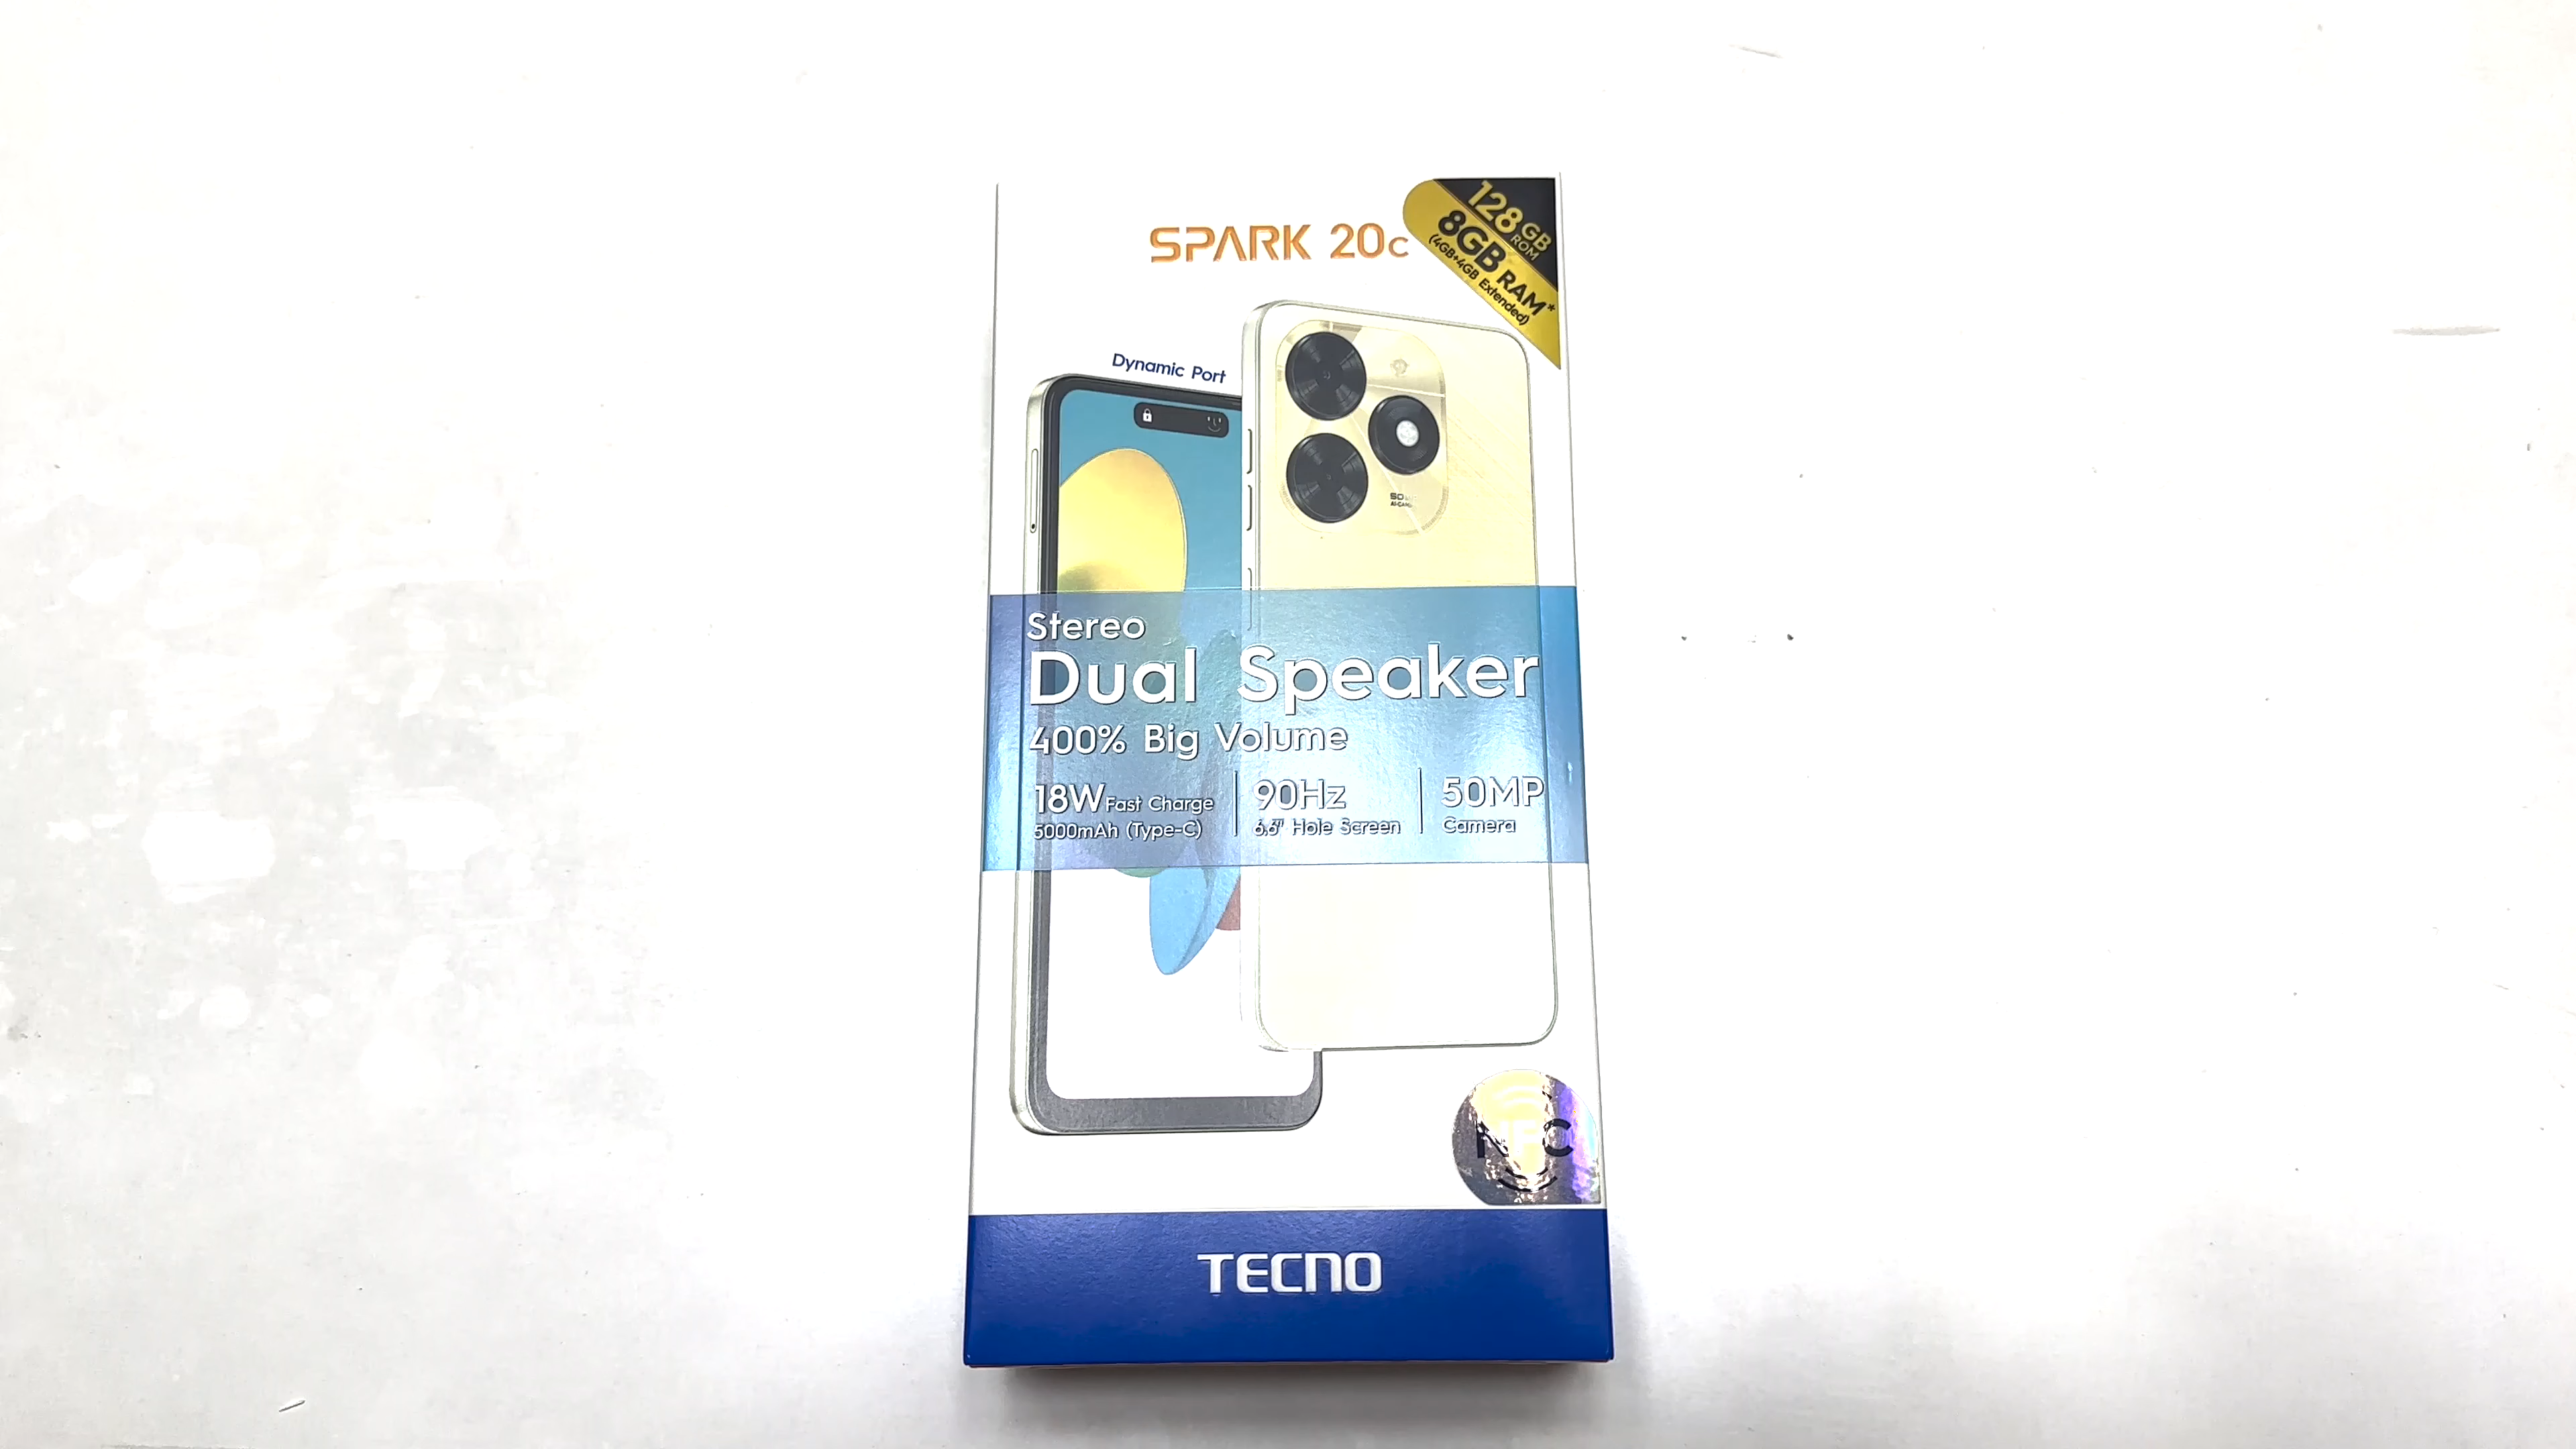 SPARK 20c
128GB
ROM
8GB RAM*
(4GB+4GB Extended)
Dynamic Port
Stereo
Dual Speaker
400% Big Volume
18W Fast Charge
5000mAh (Type-C)
90Hz
6.6" Hole Screen
50MP
Camera
NFC
TECNO